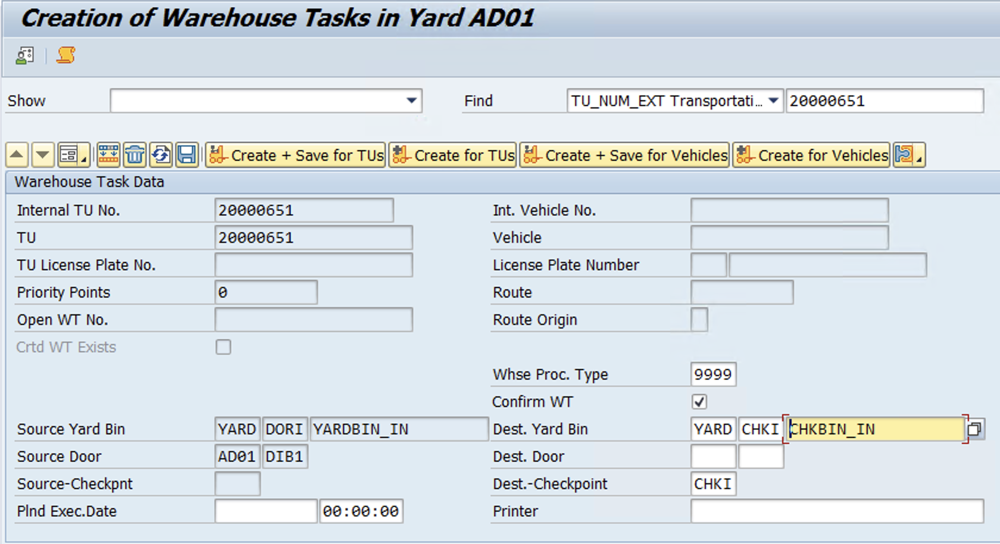 Creation of Warehouse Tasks in Yard AD01
Show Find TU_NUM_EXT Transportati... 20000651
Create + Save for TUs Create for TUs Create + Save for Vehicles Create for Vehicles
Warehouse Task Data
Internal TU No. 20000651 Int. Vehicle No.
TU 20000651 Vehicle
TU License Plate No. License Plate Number
Priority Points 0 Route
Open WT No. Route Origin
Crtd WT Exists
Whse Proc. Type 9999
Confirm WT
Source Yard Bin YARD DORI YARDBIN_IN Dest. Yard Bin YARD CHKI CHKBIN_IN
Source Door AD01 DIB1 Dest. Door
Source-Checkpnt Dest.-Checkpoint CHKI
Plnd Exec.Date 00:00:00 Printer